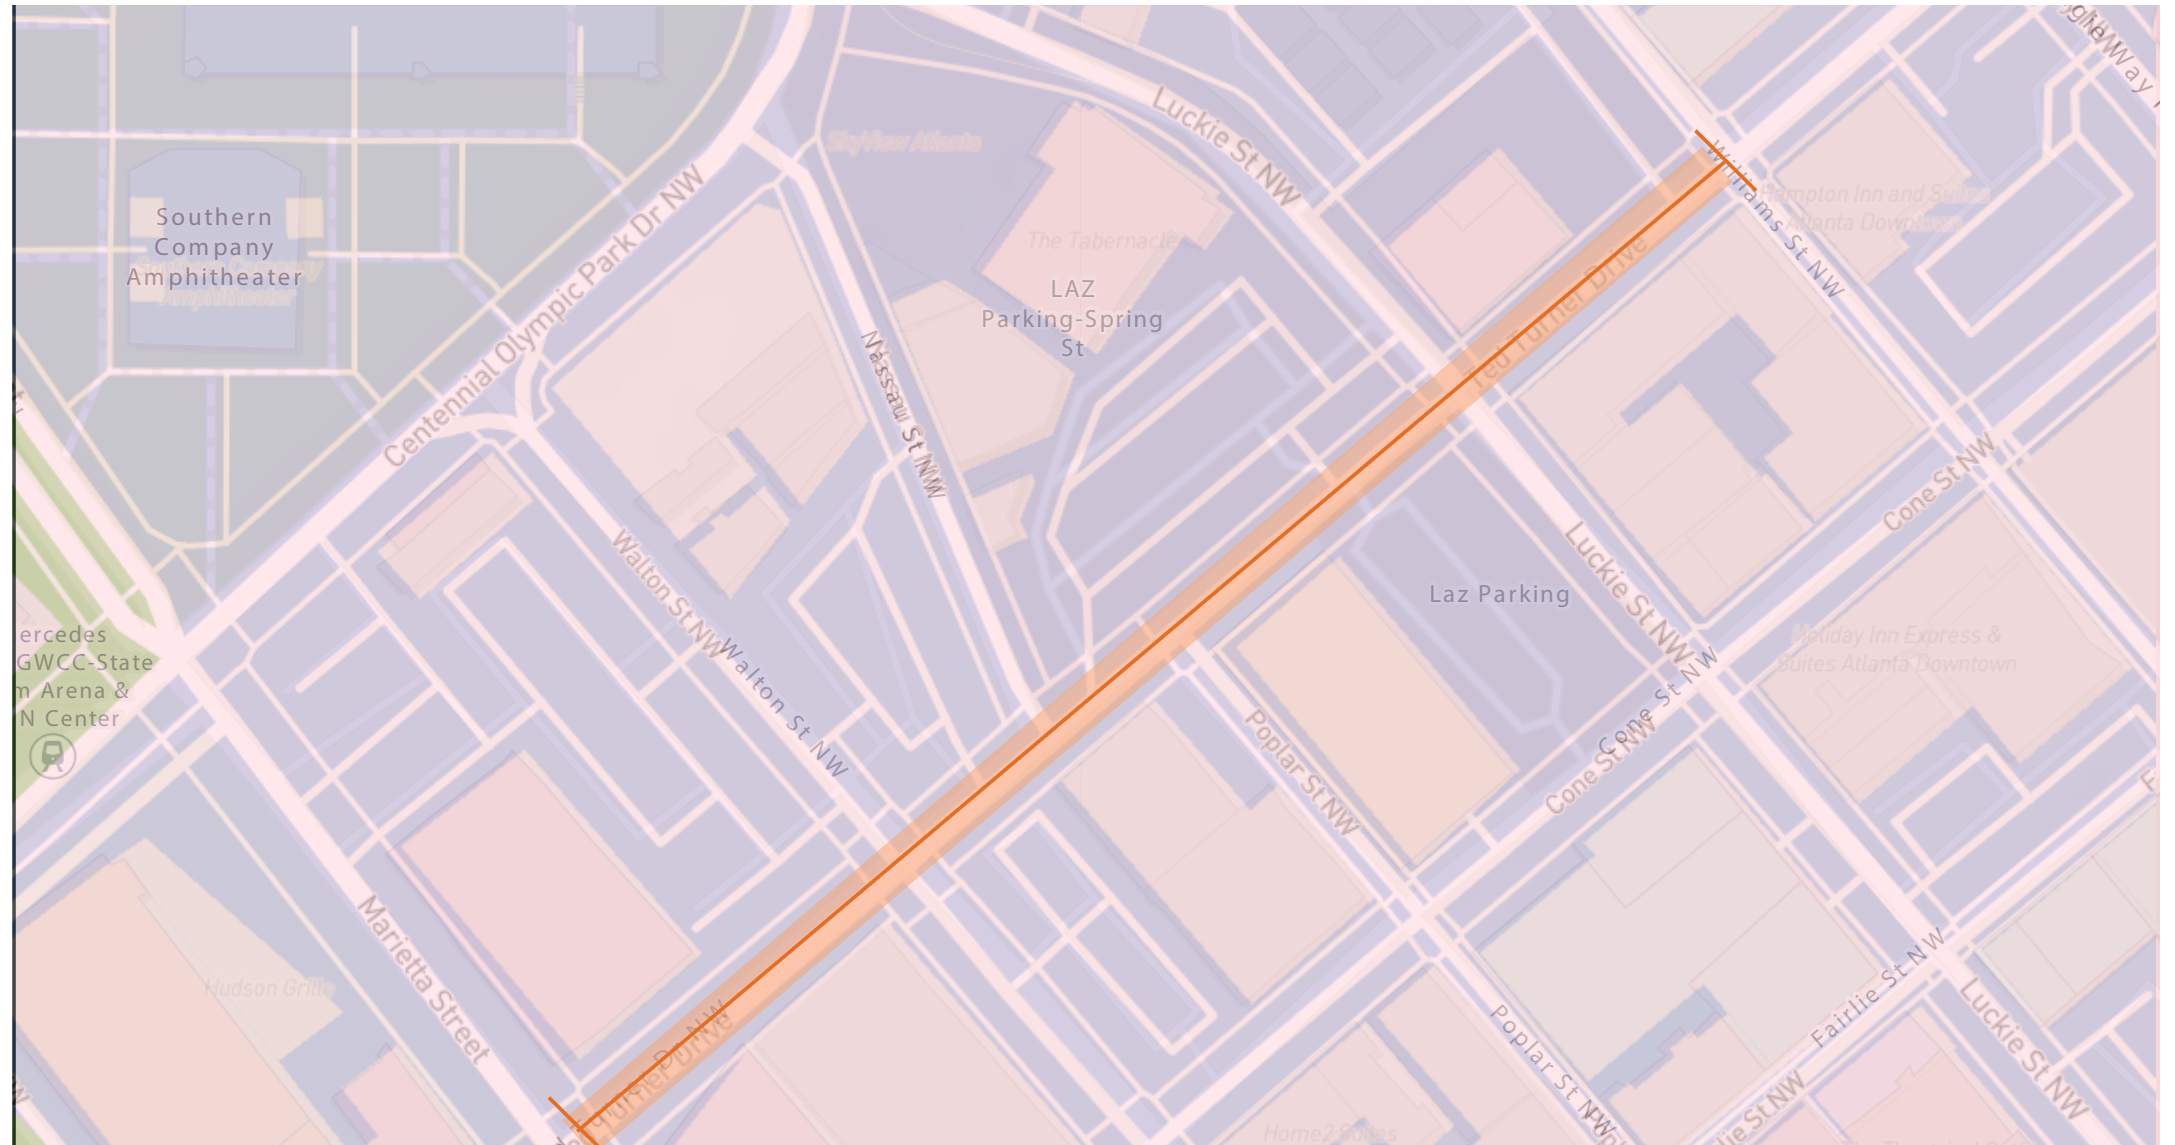 Luckie St NW
Centennial Olympic Park Dr NW
SkyView Atlanta
Southern
Company
Amphitheater
The Tabernacle
LAZ
Parking-Spring
St
Williams St NW
Hampton Inn and Suites
Atlanta Downtown
Ted Turner Drive
Nassau St NW
Cone St NW
Walton St NW
Luckie St NW
Laz Parking
ercedes
GWCC-State
m Arena &
N Center
Walton St NW
Holiday Inn Express &
Suites Atlanta Downtown
Cone St NW
Cone St NW
Poplar St NW
Marietta Street
Hudson Grille
Fairlie St NW
Poplar St NW
Luckie St NW
lie St NW
Home2 Suites